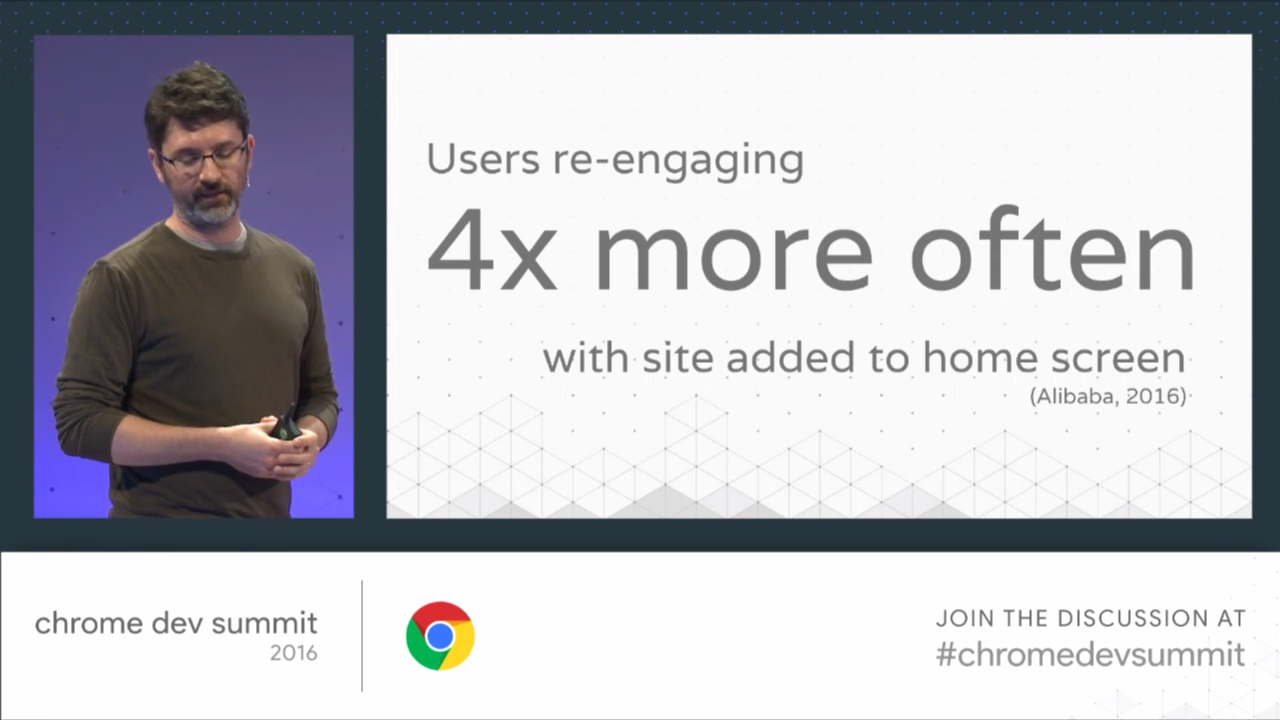 Users re-engaging
4x more often
with site added to home screen
(Alibaba, 2016)
chrome dev summit
2016
JOIN THE DISCUSSION AT
#chromedevsummit